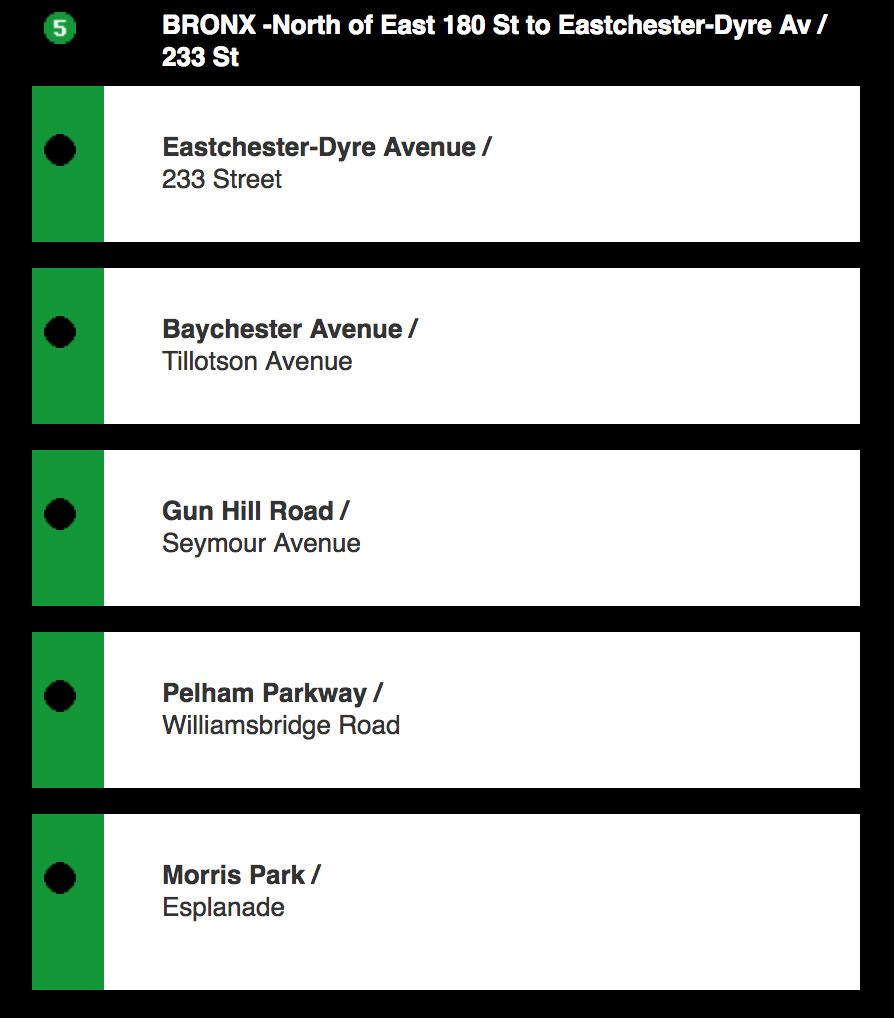 5
BRONX -North of East 180 St to Eastchester-Dyre Av /
233 St
Eastchester-Dyre Avenue /
233 Street
Baychester Avenue /
Tillotson Avenue
Gun Hill Road /
Seymour Avenue
Pelham Parkway /
Williamsbridge Road
Morris Park /
Esplanade